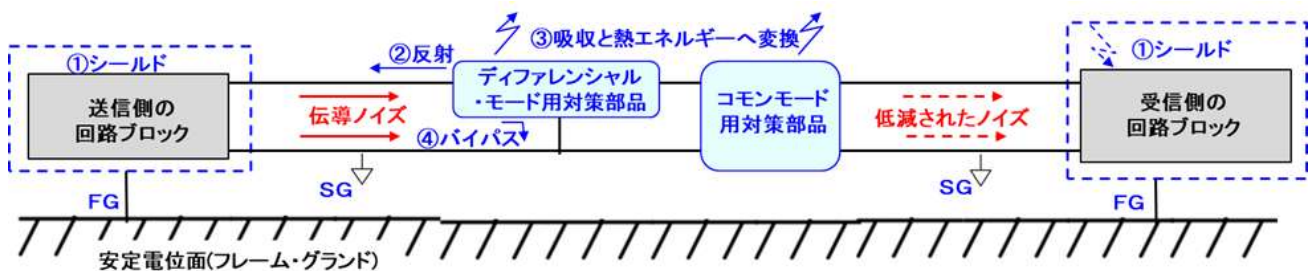 ①シールド
送信側の
回路ブロック
FG
伝導ノイズ
SG
②反射
③吸収と熱エネルギーへ変換
ディファレンシャル
・モード用対策部品
④バイパス
コモンモード
用対策部品
低減されたノイズ
SG
①シールド
受信側の
回路ブロック
FG
安定電位面(フレーム・グランド)